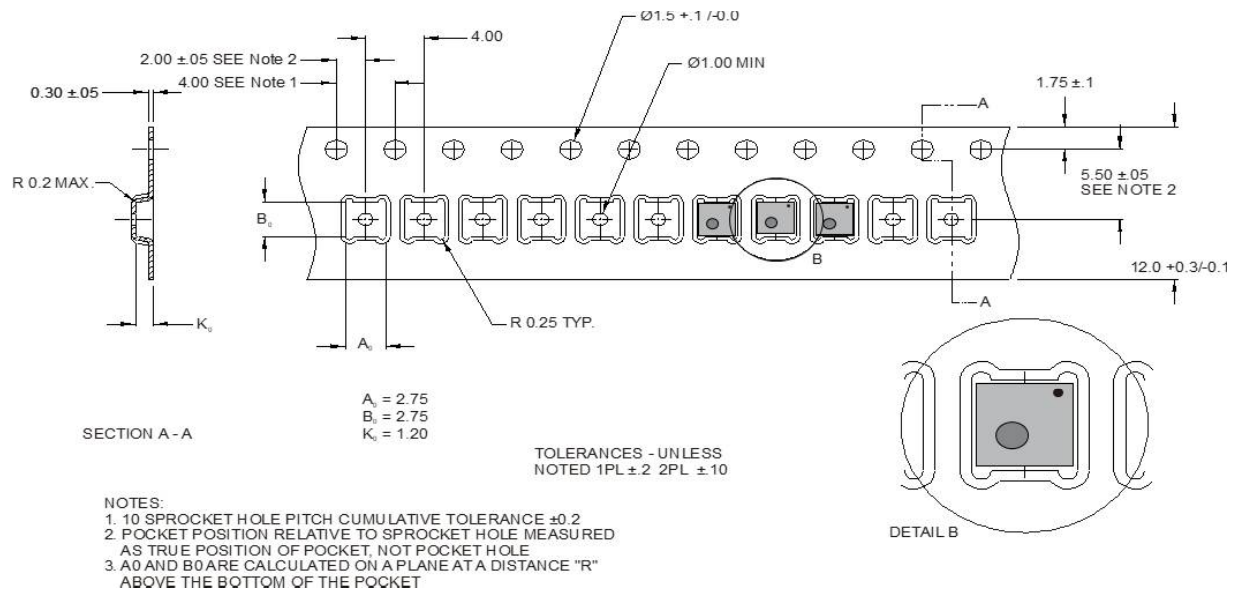 Ø1.5 +.1 /-0.0
4.00
2.00 ±.05 SEE Note 2
Ø1.00 MIN
4.00 SEE Note 1
0.30 ±.05
1.75 ±.1
A
5.50 ±.05
SEE NOTE 2
R 0.2 MAX.
B₀
B
12.0 +0.3/-0.1
A
K₀
R 0.25 TYP.
A₀
A₀ = 2.75
B₀ = 2.75
K₀ = 1.20
SECTION A - A
TOLERANCES - UNLESS
NOTED 1PL ±.2 2PL ±.10
DETAIL B
NOTES:
1. 10 SPROCKET HOLE PITCH CUMULATIVE TOLERANCE ±0.2
2. POCKET POSITION RELATIVE TO SPROCKET HOLE MEASURED
AS TRUE POSITION OF POCKET, NOT POCKET HOLE
3. A0 AND B0 ARE CALCULATED ON A PLANE AT A DISTANCE "R"
ABOVE THE BOTTOM OF THE POCKET